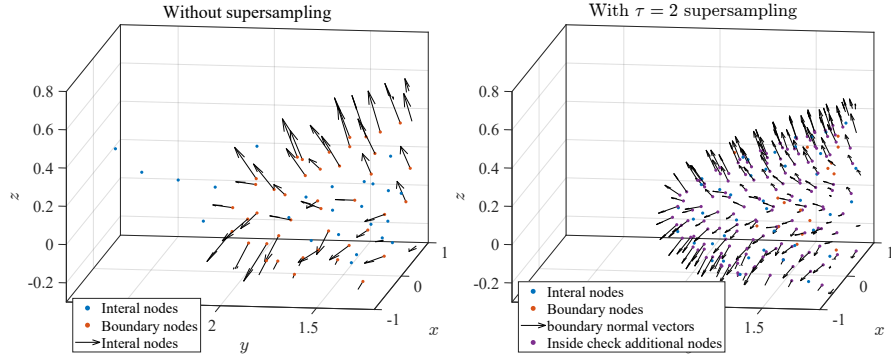 Without supersampling
0.8
0.6
0.4
0.2
0
-0.2
z
2
1.5
y
-1
0
1
x
Interal nodes
Boundary nodes
Interal nodes
With τ = 2 supersampling
0.8
0.6
0.4
0.2
0
-0.2
z
1.5
-1
0
1
x
Interal nodes
Boundary nodes
boundary normal vectors
Inside check additional nodes